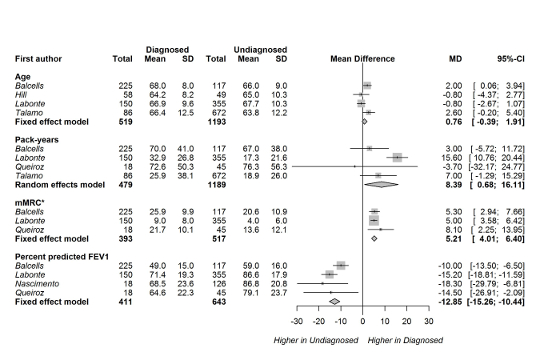 Diagnosed Undiagnosed
First author Total Mean SD Total Mean SD Mean Difference MD 95%-CI
Age
Balcells 225 68.0 8.0 117 66.0 9.0 2.00 [ 0.06; 3.94]
Hill 58 64.2 8.2 49 65.0 10.3 -0.80 [ -4.37; 2.77]
Labonte 150 66.9 9.6 355 67.7 10.3 -0.80 [ -2.67; 1.07]
Talamo 86 66.4 12.5 672 63.8 12.2 2.60 [ -0.20; 5.40]
Fixed effect model 519 1193 0.76 [ -0.39; 1.91]
Pack-years
Balcells 225 70.0 41.0 117 67.0 38.0 3.00 [ -5.72; 11.72]
Labonte 150 32.9 26.8 355 17.3 21.6 15.60 [ 10.76; 20.44]
Queiroz 18 72.6 50.3 45 76.3 56.3 -3.70 [ -32.17; 24.77]
Talamo 86 25.9 38.1 672 18.9 26.0 7.00 [ -1.29; 15.29]
Random effects model 479 1189 8.39 [ 0.68; 16.11]
mMRC*
Balcells 225 25.9 9.9 117 20.6 10.9 5.30 [ 2.94; 7.66]
Labonte 150 9.0 8.0 355 4.0 6.0 5.00 [ 3.58; 6.42]
Queiroz 18 21.7 10.1 45 13.6 12.1 8.10 [ 2.25; 13.95]
Fixed effect model 393 517 5.21 [ 4.01; 6.40]
Percent predicted FEV1
Balcells 225 49.0 15.0 117 59.0 16.0 -10.00 [-13.50; -6.50]
Labonte 150 71.4 19.3 355 86.6 17.9 -15.20 [-18.81; -11.59]
Nascimento 18 68.5 23.6 126 86.8 20.8 -18.30 [-29.79; -6.81]
Queiroz 18 64.6 22.3 45 79.1 23.7 -14.50 [-26.91; -2.09]
Fixed effect model 411 643 -12.85 [-15.26; -10.44]
-30 -20 -10 0 10 20 30
Higher in Undiagnosed Higher in Diagnosed